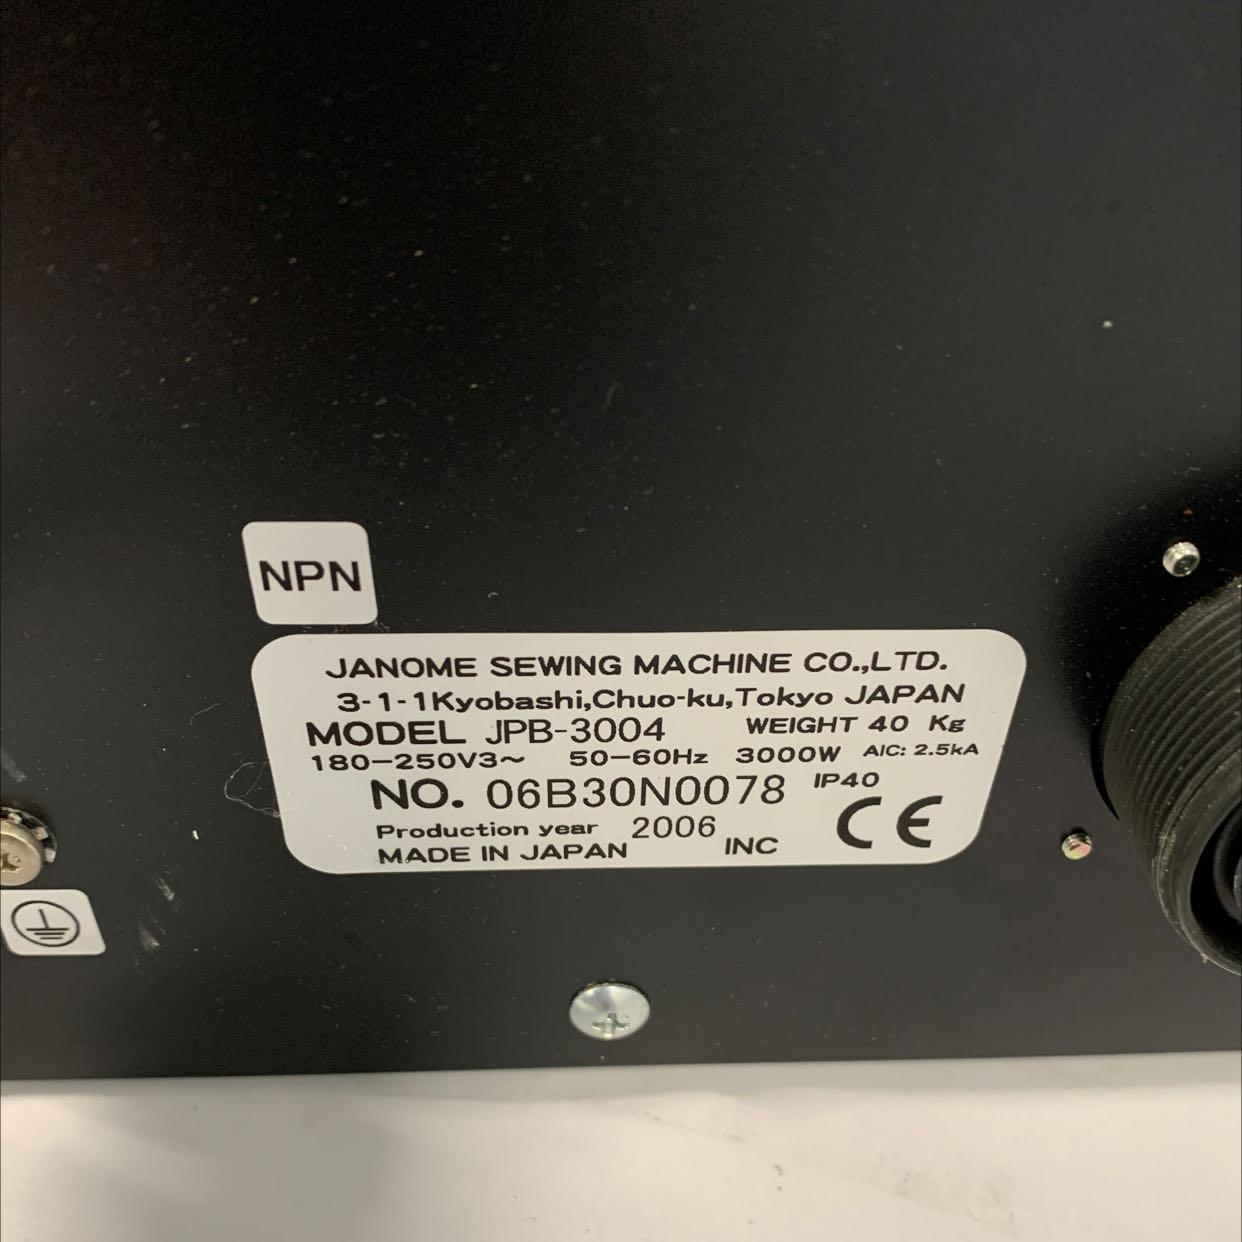 NPN
JANOME SEWING MACHINE CO.,LTD.
3-1-1Kyobashi,Chuo-ku,Tokyo JAPAN
MODEL JPB-3004 WEIGHT 40 Kg
180-250V3~ 50-60Hz 3000W AIC: 2.5kA
NO. 06B30N0078 IP40
Production year 2006 CE
MADE IN JAPAN INC